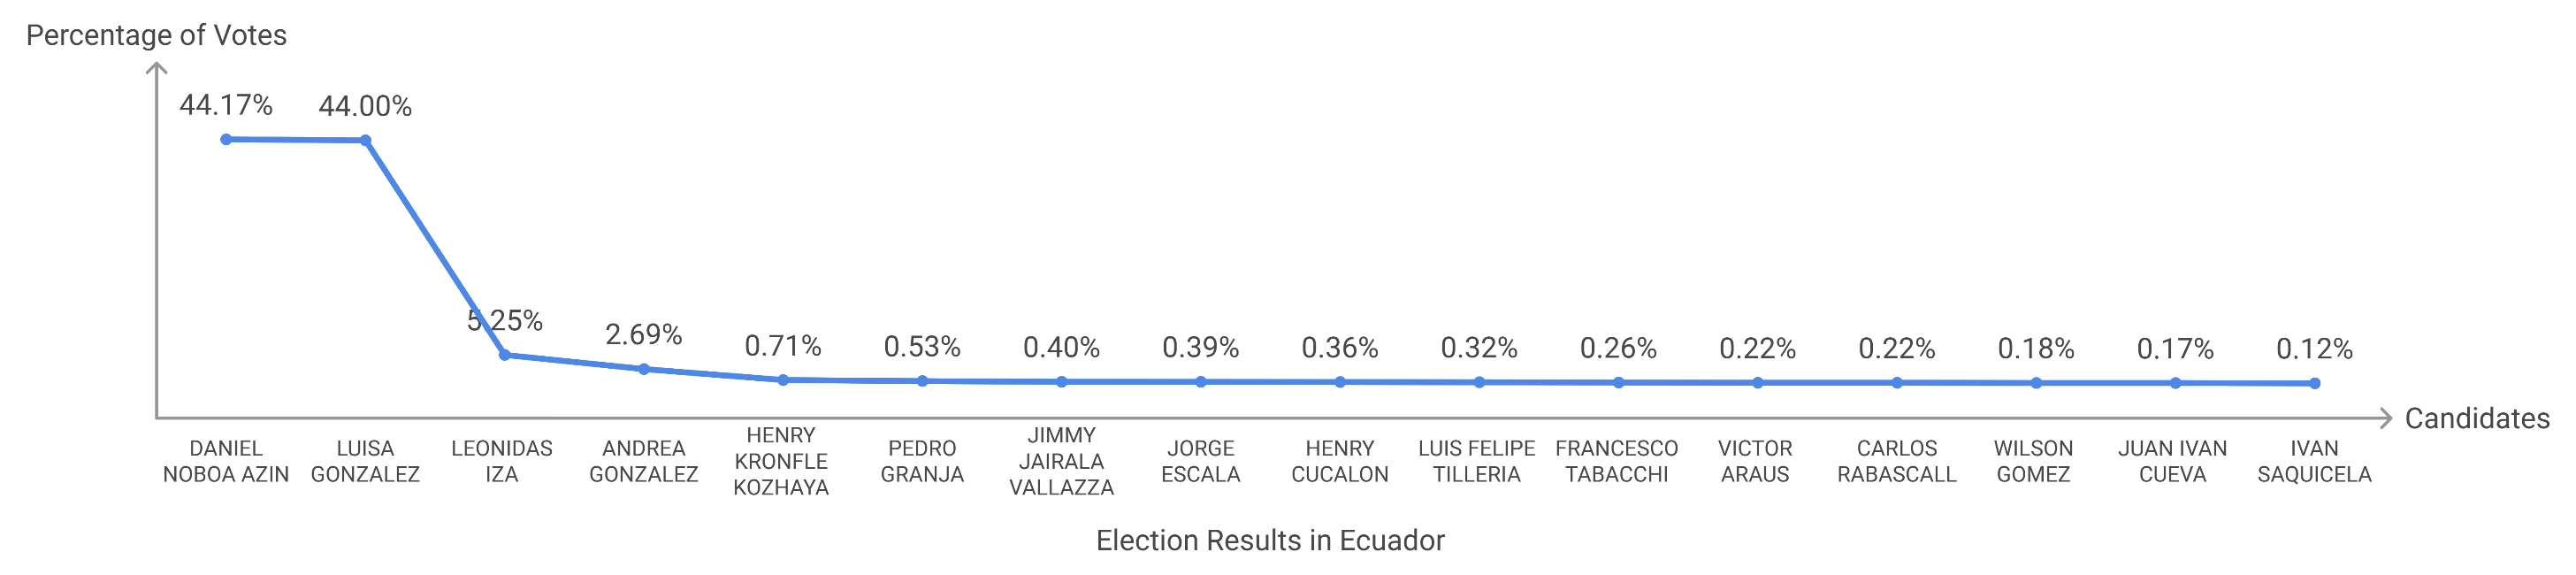 Percentage of Votes
44.17%
44.00%
5.25%
2.69%
0.71%
0.53%
0.40%
0.39%
0.36%
0.32%
0.26%
0.22%
0.22%
0.18%
0.17%
0.12%
Candidates
DANIEL
NOBOA AZIN
LUISA
GONZALEZ
LEONIDAS
IZA
ANDREA
GONZALEZ
HENRY
KRONFLE
KOZHAYA
PEDRO
GRANJA
JIMMY
JAIRALA
VALLAZZA
JORGE
ESCALA
HENRY
CUCALON
LUIS FELIPE
TILLERIA
FRANCESCO
TABACCHI
VICTOR
ARAUS
CARLOS
RABASCALL
WILSON
GOMEZ
JUAN IVAN
CUEVA
IVAN
SAQUICELA
Election Results in Ecuador